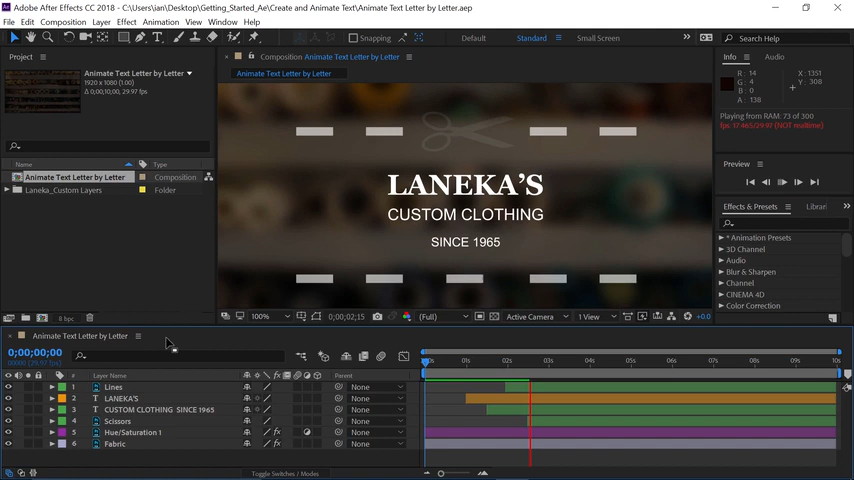 Adobe After Effects CC 2018 - C:\Users\ian\Desktop\Getting_Started_Ae\Create and Animate Text\Animate Text Letter by Letter.aep
File Edit Composition Layer Effect Animation View Window Help
Snapping Default Standard Small Screen Search Help
Project
Animate Text Letter by Letter
1920 x 1080 (1.00)
Δ 0;00;10;00, 29.97 fps
Name Type
Animate Text Letter by Letter Composition
Laneka_Custom Layers Folder
8 bpc
Composition Animate Text Letter by Letter
Animate Text Letter by Letter
LANEKA'S
CUSTOM CLOTHING
SINCE 1965
100% 0;00;02;15 (Full) Active Camera 1 View +0.0
Info Audio
R: 14 X: 1351
G: 4 Y: 308
B: 0
A: 138
Playing from RAM: 73 of 300
fps: 17.465/29.97 (NOT realtime)
Preview
Effects & Presets Librari
* Animation Presets
3D Channel
Audio
Blur & Sharpen
Channel
CINEMA 4D
Color Correction
Animate Text Letter by Letter
0;00;00;00
00000 (29.97 fps)
# Layer Name Parent
02s 03s 04s 05s 06s 07s 08s 09s 10s
1 Lines None
2 T LANEKA'S None
3 T CUSTOM CLOTHING SINCE 1965 None
4 Scissors None
5 Hue/Saturation 1 fx None
6 Fabric fx None
Toggle Switches / Modes